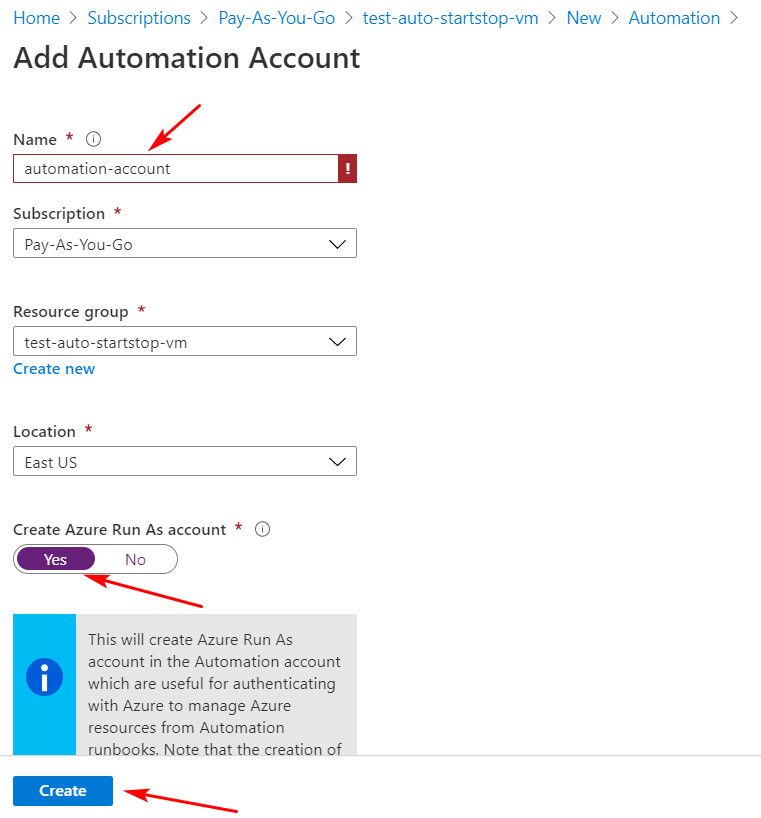 Home > Subscriptions > Pay-As-You-Go > test-auto-startstop-vm > New > Automation >
Add Automation Account
Name *
automation-account
!
Subscription *
Pay-As-You-Go
Resource group *
test-auto-startstop-vm
Create new
Location *
East US
Create Azure Run As account *
Yes No
This will create Azure Run As
account in the Automation account
which are useful for authenticating
with Azure to manage Azure
resources from Automation
runbooks. Note that the creation of
Create